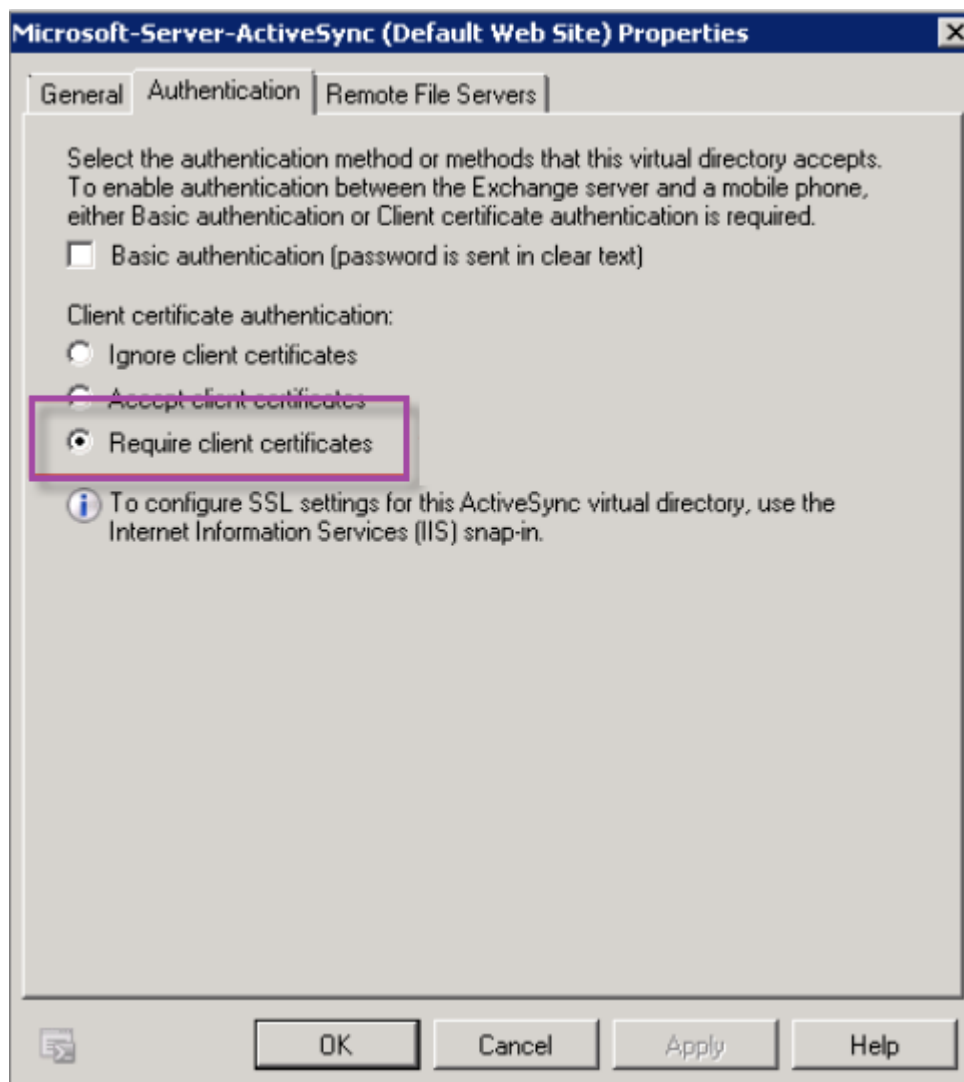 Microsoft-Server-ActiveSync (Default Web Site) Properties
General Authentication Remote File Servers
Select the authentication method or methods that this virtual directory accepts.
To enable authentication between the Exchange server and a mobile phone,
either Basic authentication or Client certificate authentication is required.
Basic authentication (password is sent in clear text)
Client certificate authentication:
Ignore client certificates
Accept client certificates
Require client certificates
To configure SSL settings for this ActiveSync virtual directory, use the
Internet Information Services (IIS) snap-in.
OK Cancel Apply Help